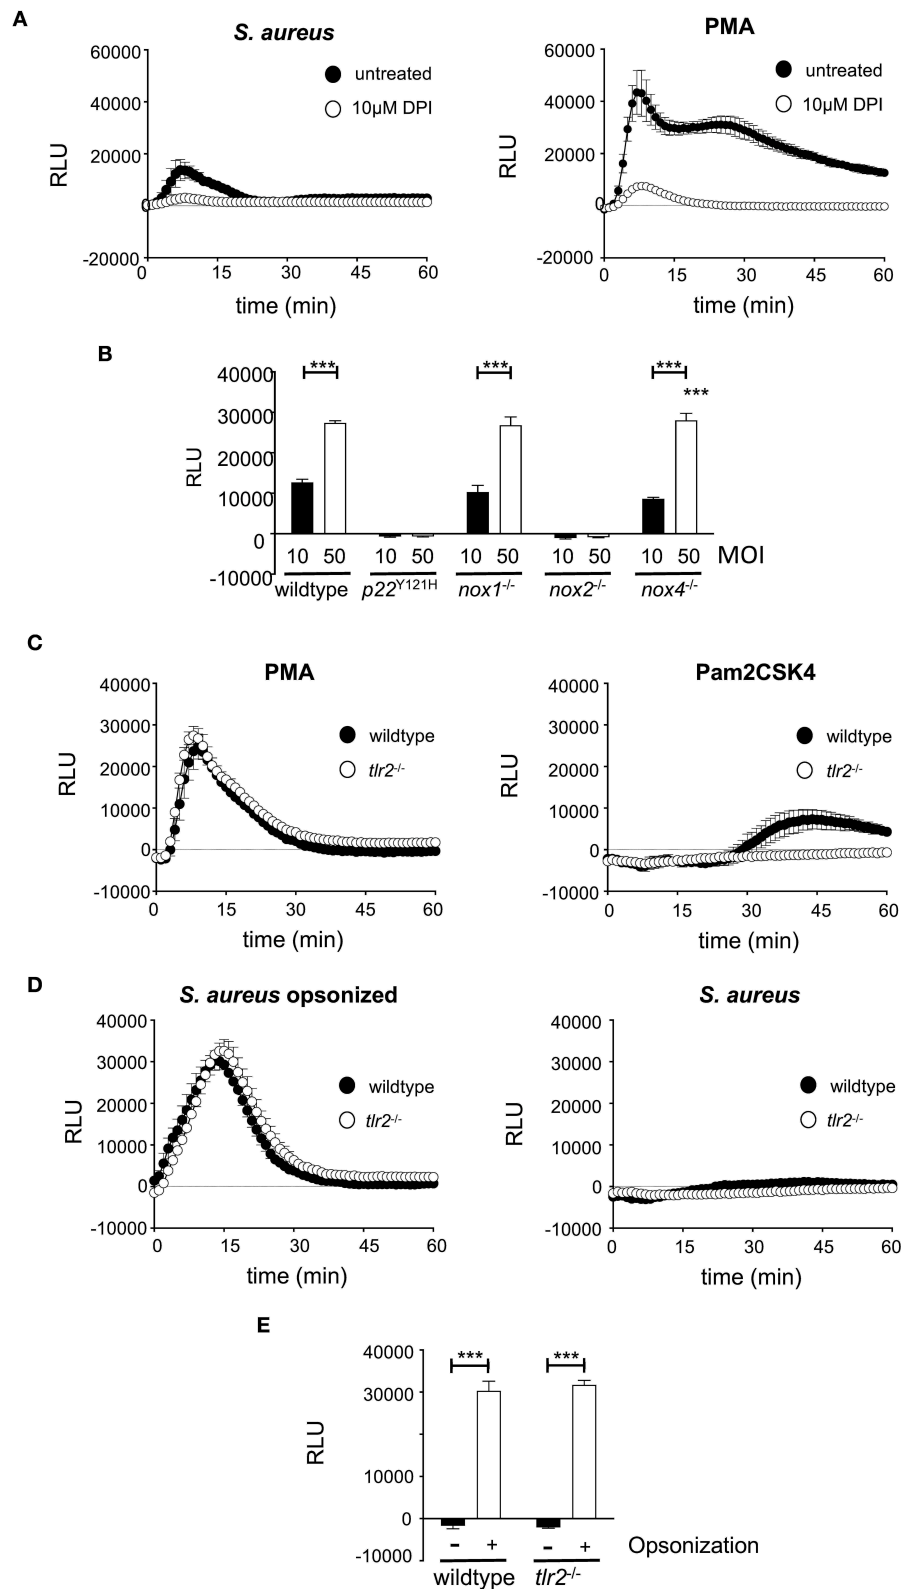 A
S. aureus
PMA
60000
40000
20000
0
-20000
RLU
untreated
10µM DPI
0 15 30 45 60
time (min)
60000
40000
20000
0
-20000
RLU
untreated
10µM DPI
0 15 30 45 60
time (min)
B
40000
30000
20000
10000
0
-10000
RLU
*** *** ***
***
10 50 10 50 10 50 10 50 10 50 MOI
wildtype p22Y121H nox1-/- nox2-/- nox4-/-
C
PMA
40000
30000
20000
10000
0
-10000
RLU
wildtype
tlr2-/-
0 15 30 45 60
time (min)
Pam2CSK4
40000
30000
20000
10000
0
-10000
RLU
wildtype
tlr2-/-
0 15 30 45 60
time (min)
D
S. aureus opsonized
40000
30000
20000
10000
0
-10000
RLU
wildtype
tlr2-/-
0 15 30 45 60
time (min)
S. aureus
40000
30000
20000
10000
0
-10000
RLU
wildtype
tlr2-/-
0 15 30 45 60
time (min)
E
40000
30000
10000
0
-10000
RLU
*** ***
- + - + Opsonization
wildtype tlr2-/-